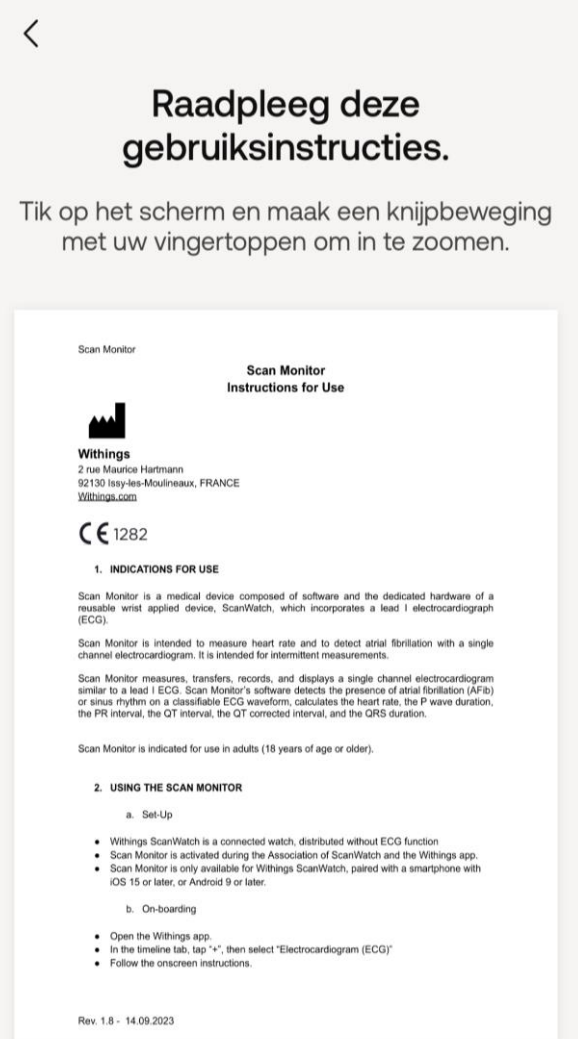 Raadpleeg deze
gebruiksinstructies.
Tik op het scherm en maak een knijpbeweging
met uw vingertoppen om in te zoomen.
Scan Monitor
Scan Monitor
Instructions for Use
Withings
2 rue Maurice Hartmann
92130 Issy-les-Moulineaux, FRANCE
Withings.com
CE 1282
1. INDICATIONS FOR USE
Scan Monitor is a medical device composed of software and the dedicated hardware of a
reusable wrist applied device, ScanWatch, which incorporates a lead I electrocardiograph
(ECG).
Scan Monitor is intended to measure heart rate and to detect atrial fibrillation with a single
channel electrocardiogram. It is intended for intermittent measurements.
Scan Monitor measures, transfers, records, and displays a single channel electrocardiogram
similar to a lead I ECG. Scan Monitor's software detects the presence of atrial fibrillation (AFib)
or sinus rhythm on a classifiable ECG waveform, calculates the heart rate, the P wave duration,
the PR interval, the QT interval, the QT corrected interval, and the QRS duration.
Scan Monitor is indicated for use in adults (18 years of age or older).
2. USING THE SCAN MONITOR
a. Set-Up
● Withings ScanWatch is a connected watch, distributed without ECG function
● Scan Monitor is activated during the Association of ScanWatch and the Withings app.
● Scan Monitor is only available for Withings ScanWatch, paired with a smartphone with
iOS 15 or later, or Android 9 or later.
b. On-boarding
● Open the Withings app.
● In the timeline tab, tap "+", then select "Electrocardiogram (ECG)"
● Follow the onscreen instructions.
Rev. 1.8 - 14.09.2023